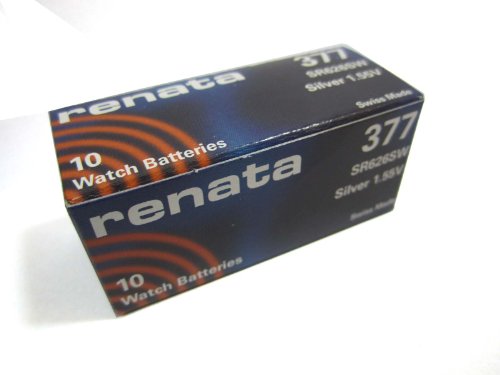 renata
377
SR626SW
Silver 1.55V
Swiss Made
10
Watch Batteries
renata
377
SR626SW
Silver 1.55V
Swiss Made
10
Watch Batteries